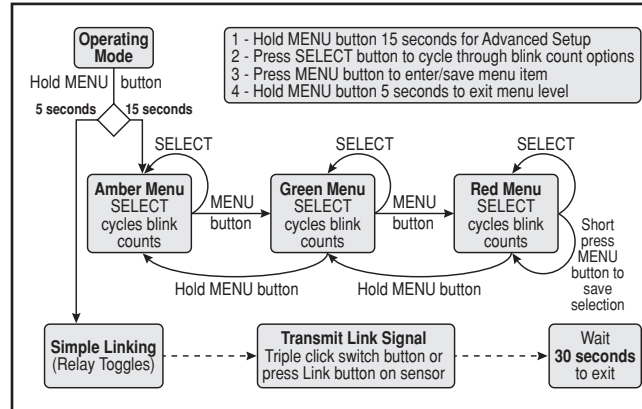 Operating
Mode
1 - Hold MENU button 15 seconds for Advanced Setup
2 - Press SELECT button to cycle through blink count options
3 - Press MENU button to enter/save menu item
4 - Hold MENU button 5 seconds to exit menu level
Hold MENU button
5 seconds 15 seconds
SELECT
SELECT
SELECT
Amber Menu
SELECT
cycles blink
counts
MENU
button
Green Menu
SELECT
cycles blink
counts
MENU
button
Red Menu
SELECT
cycles blink
counts
Short
press
MENU
button to
save
selection
Hold MENU button
Hold MENU button
Simple Linking
(Relay Toggles)
Transmit Link Signal
Triple click switch button or
press Link button on sensor
Wait
30 seconds
to exit